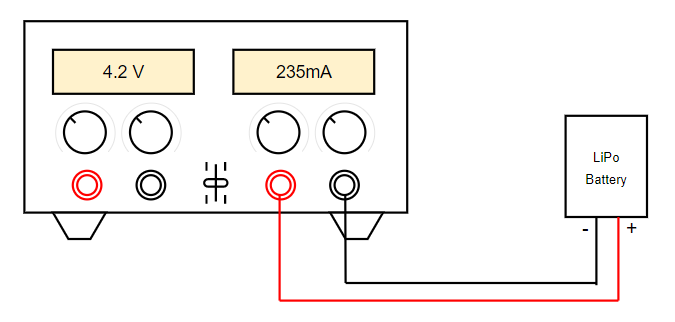 4.2 V
235mA
LiPo
Battery
- +